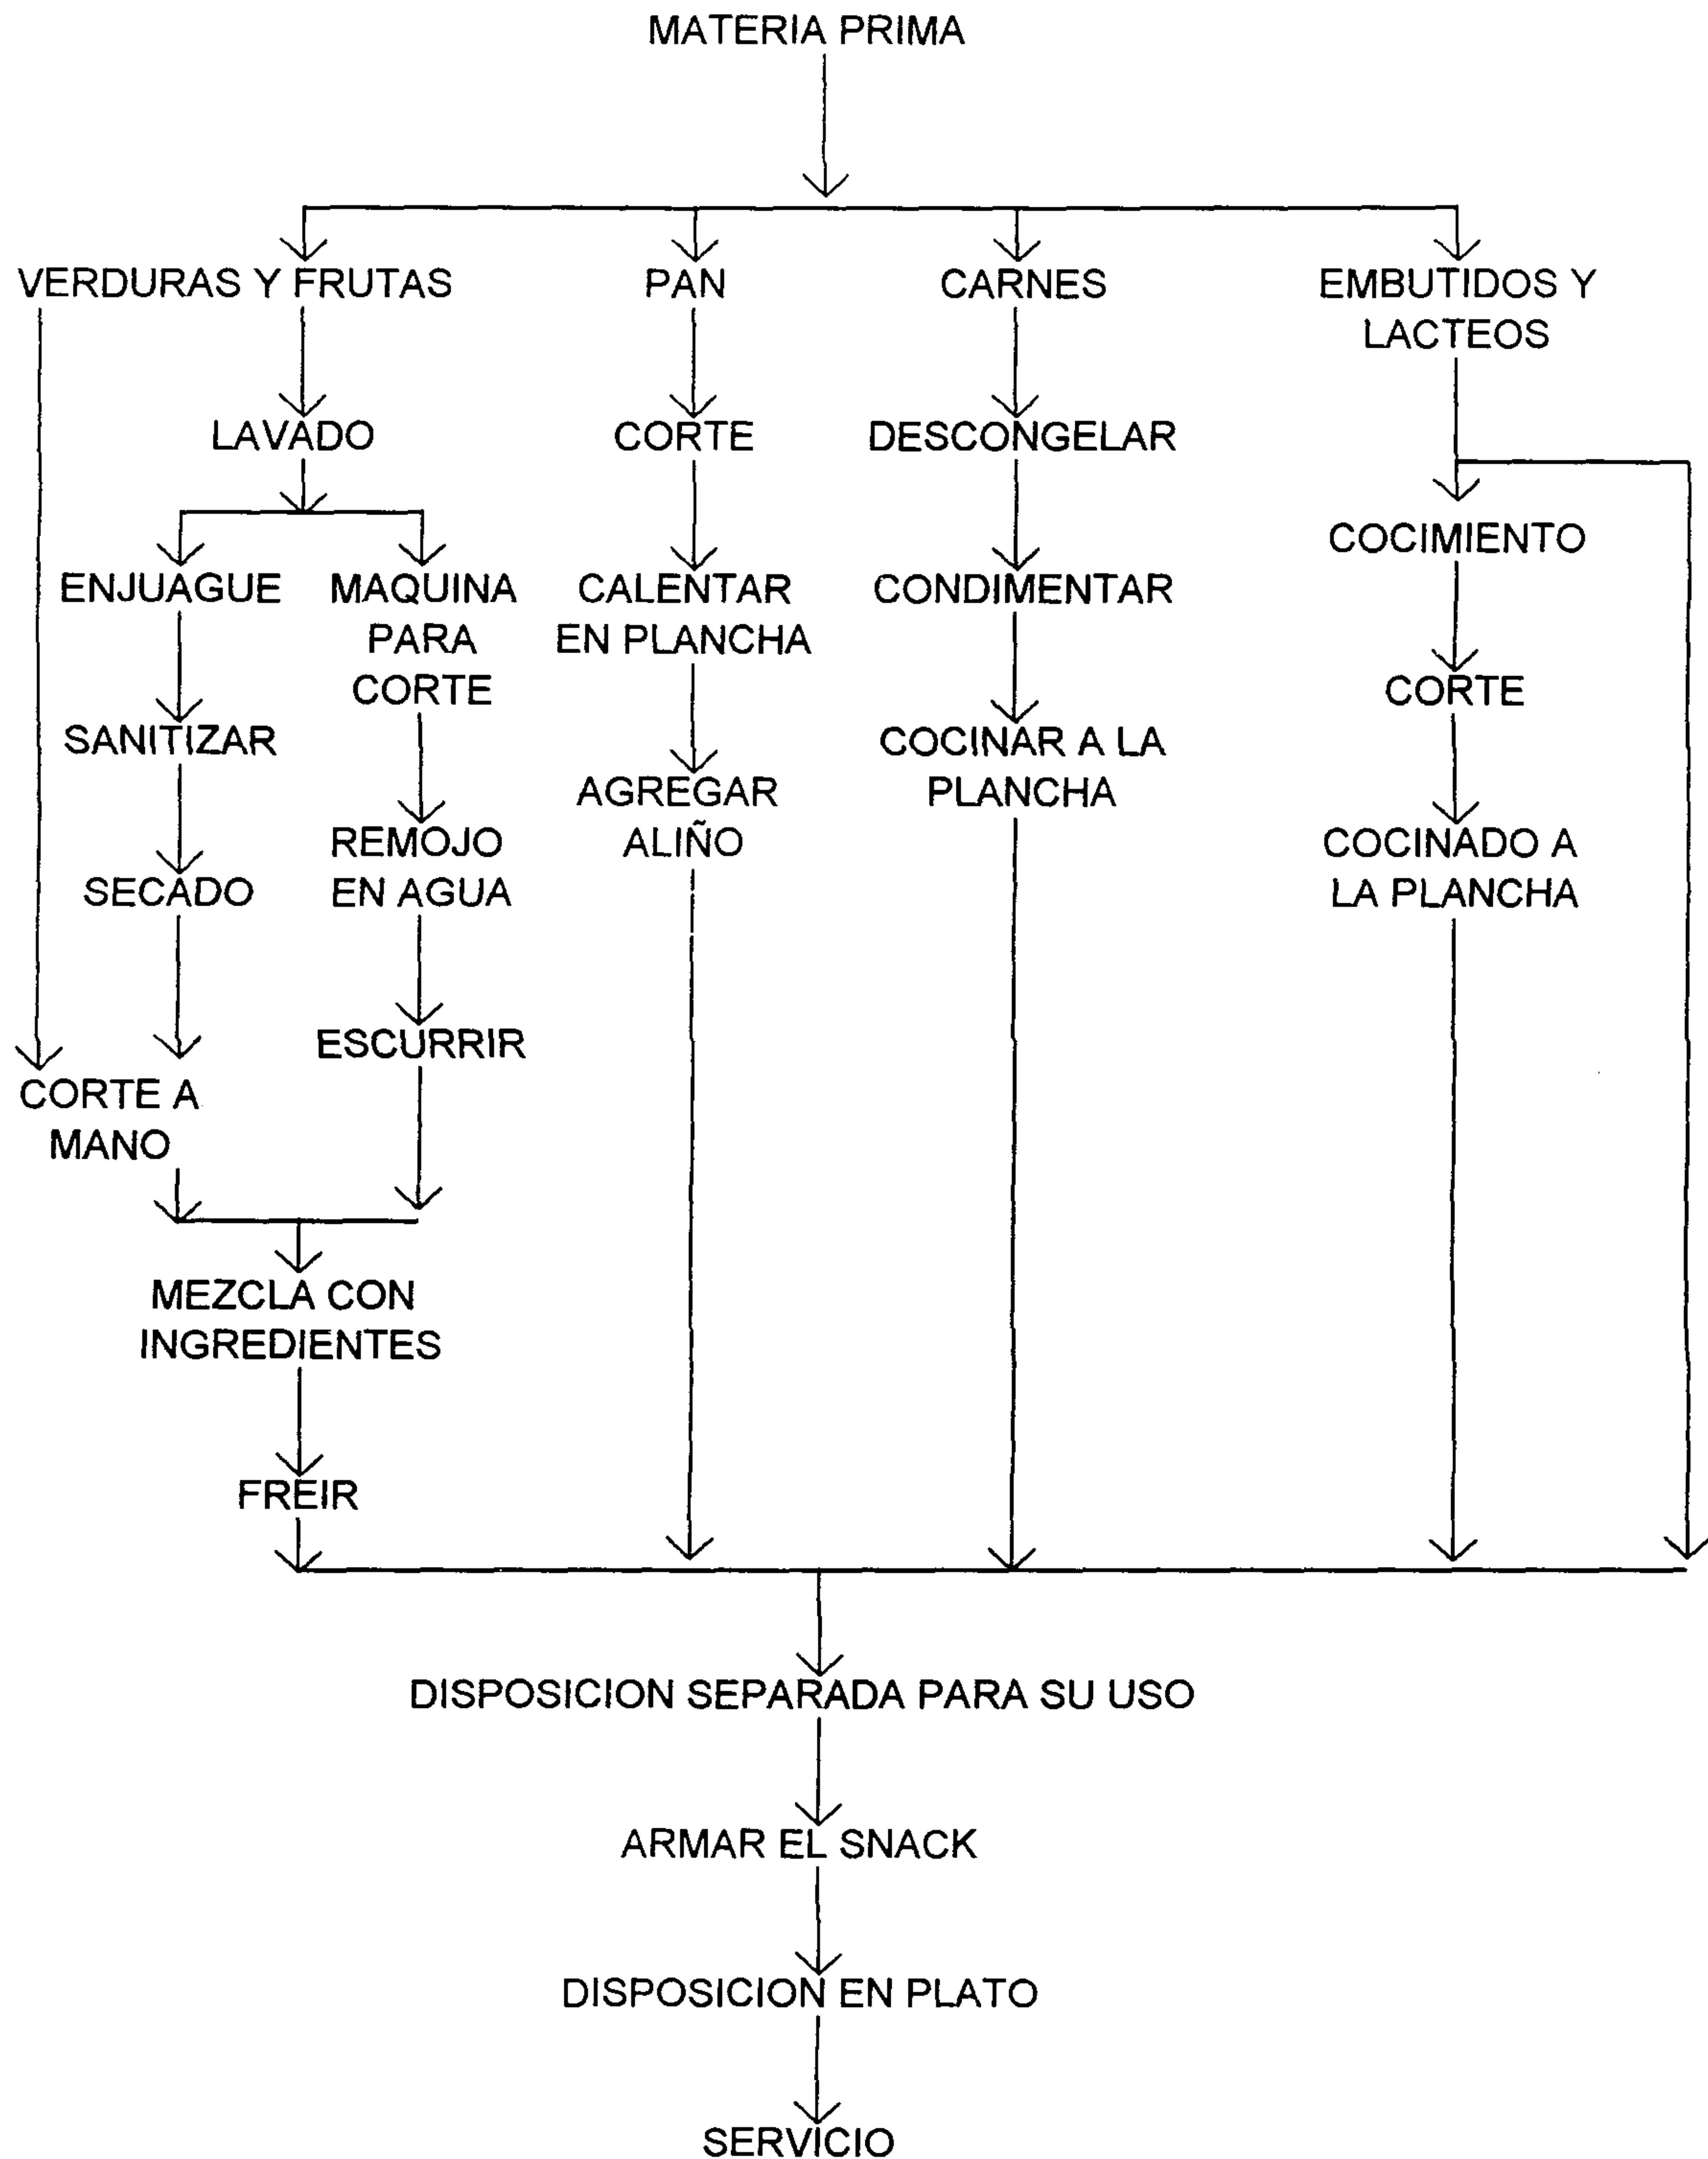 MATERIA PRIMA
VERDURAS Y FRUTAS
PAN
CARNES
EMBUTIDOS Y
LACTEOS
LAVADO
CORTE
DESCONGELAR
COCIMIENTO
ENJUAGUE
MAQUINA
PARA
CORTE
CALENTAR
EN PLANCHA
CONDIMENTAR
CORTE
SANITIZAR
AGREGAR
ALIÑO
COCINAR A LA
PLANCHA
COCINADO A
LA PLANCHA
SECADO
REMOJO
EN AGUA
ESCURRIR
CORTE A
MANO
MEZCLA CON
INGREDIENTES
FREIR
DISPOSICION SEPARADA PARA SU USO
ARMAR EL SNACK
DISPOSICION EN PLATO
SERVICIO